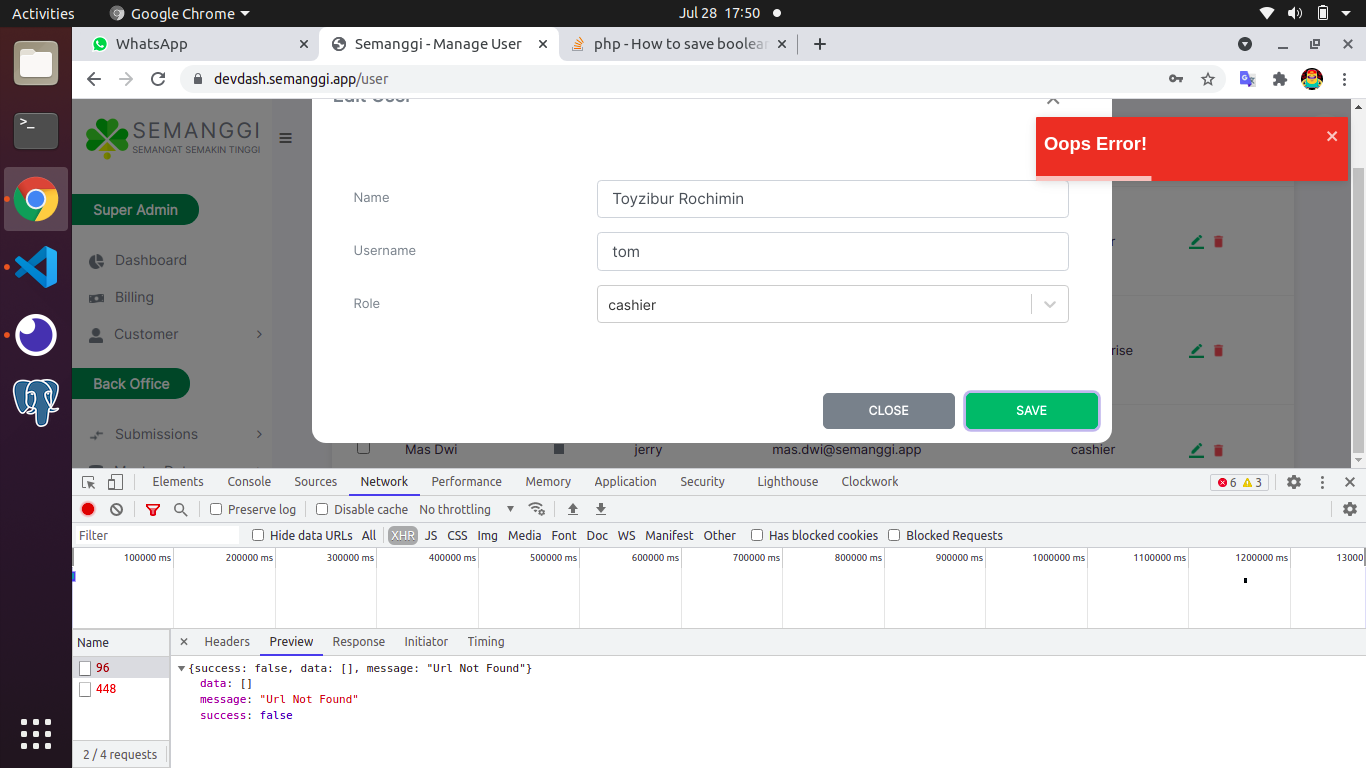 Activities Google Chrome Jul 28 17:50
WhatsApp Semanggi - Manage User php - How to save boolean
devdash.semanggi.app/user
SEMANGGI
SEMANGAT SEMAKIN TINGGI
Edit User
Oops Error!
Super Admin
Dashboard
Billing
Customer
Back Office
Submissions
Name Toyzibur Rochimin
Username tom
Role cashier
CLOSE SAVE
Mas Dwi jerry mas.dwi@semanggi.app cashier
Elements Console Sources Network Performance Memory Application Security Lighthouse Clockwork 6 3
Preserve log Disable cache No throttling
Filter Hide data URLs All XHR JS CSS Img Media Font Doc WS Manifest Other Has blocked cookies Blocked Requests
100000 ms 200000 ms 300000 ms 400000 ms 500000 ms 600000 ms 700000 ms 800000 ms 900000 ms 1000000 ms 1100000 ms 1200000 ms 13000
Name Headers Preview Response Initiator Timing
96
448
{success: false, data: [], message: "Url Not Found"}
data: []
message: "Url Not Found"
success: false
2 / 4 requests